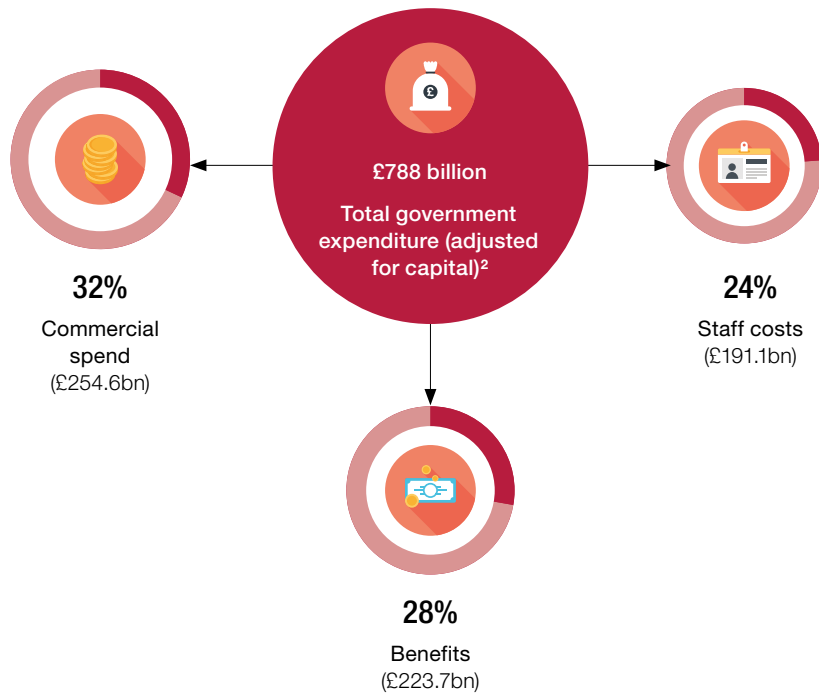 £
£788 billion
Total government
expenditure (adjusted
for capital)²
32%
Commercial
spend
(£254.6bn)
24%
Staff costs
(£191.1bn)
28%
Benefits
(£223.7bn)